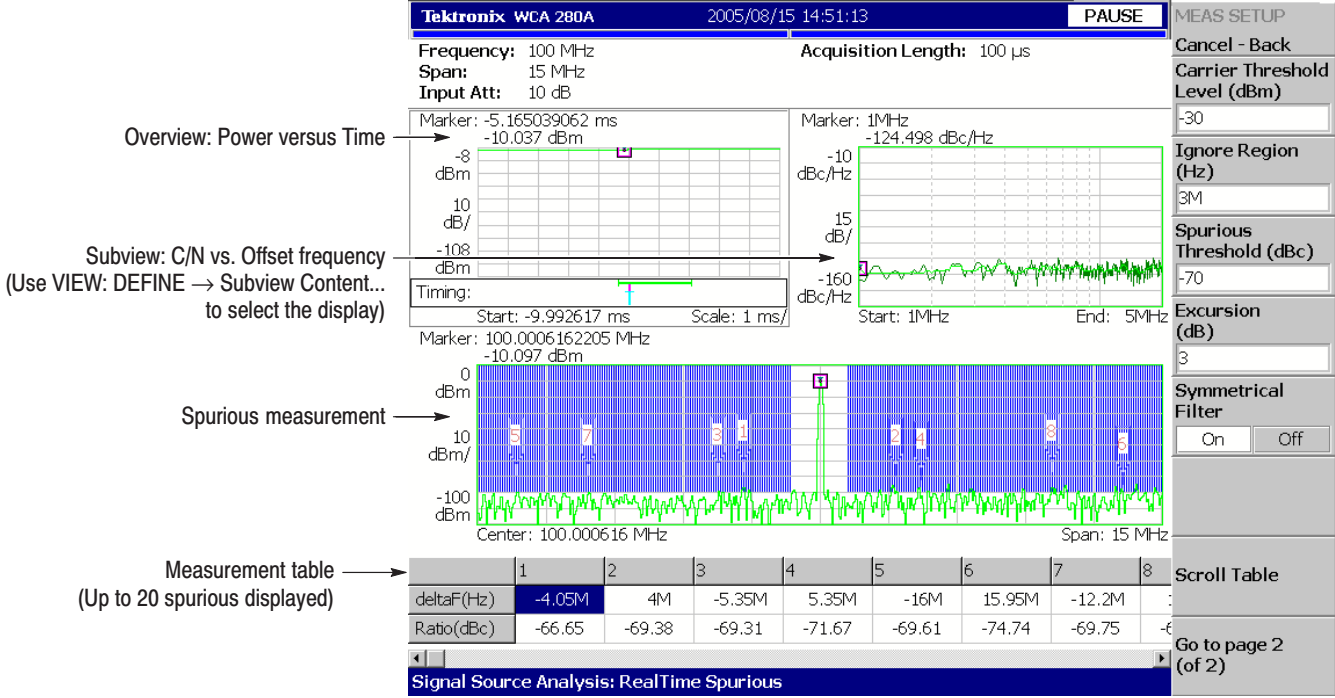 Tektronix WCA 280A 2005/08/15 14:51:13 PAUSE
Frequency: 100 MHz
Span: 15 MHz
Input Att: 10 dB
Acquisition Length: 100 µs
Overview: Power versus Time
Marker: -5.165039062 ms
-10.037 dBm
-8
dBm
10
dB/
-108
dBm
Timing:
Start: -9.992617 ms Scale: 1 ms/
Subview: C/N vs. Offset frequency
(Use VIEW: DEFINE → Subview Content...
to select the display)
Marker: 1MHz
-124.498 dBc/Hz
-10
dBc/Hz
15
dB/
-160
dBc/Hz
Start: 1MHz End: 5MHz
Spurious measurement
Marker: 100.0006162205 MHz
-10.097 dBm
0
dBm
10
dBm/
-100
dBm
5 7 3 1 2 4 8 6
Center: 100.000616 MHz Span: 15 MHz
Measurement table
(Up to 20 spurious displayed)
1 2 3 4 5 6 7 8
deltaF(Hz) -4.05M 4M -5.35M 5.35M -16M 15.95M -12.2M
Ratio(dBc) -66.65 -69.38 -69.31 -71.67 -69.61 -74.74 -69.75
Signal Source Analysis: RealTime Spurious
MEAS SETUP
Cancel - Back
Carrier Threshold
Level (dBm)
-30
Ignore Region
(Hz)
3M
Spurious
Threshold (dBc)
-70
Excursion
(dB)
3
Symmetrical
Filter
On Off
Scroll Table
Go to page 2
(of 2)